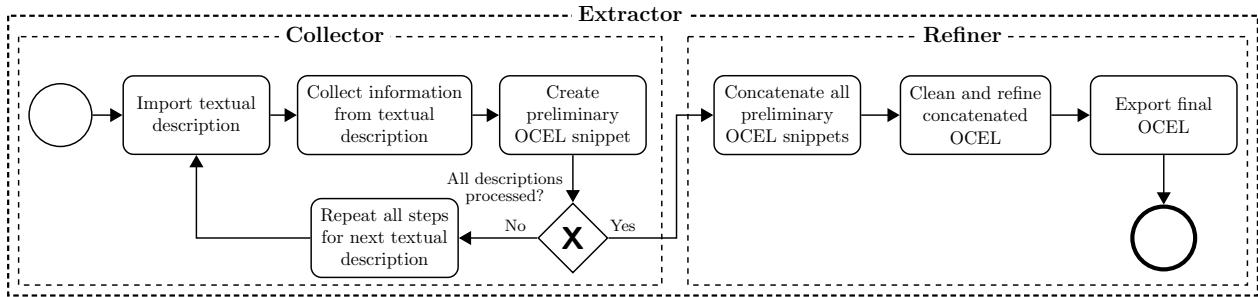 Extractor
Collector
Refiner
Import textual
description
Collect information
from textual
description
Create
preliminary
OCEL snippet
Concatenate all
preliminary
OCEL snippets
Clean and refine
concatenated
OCEL
Export final
OCEL
All descriptions
processed?
Repeat all steps
for next textual
description
No
X
Yes